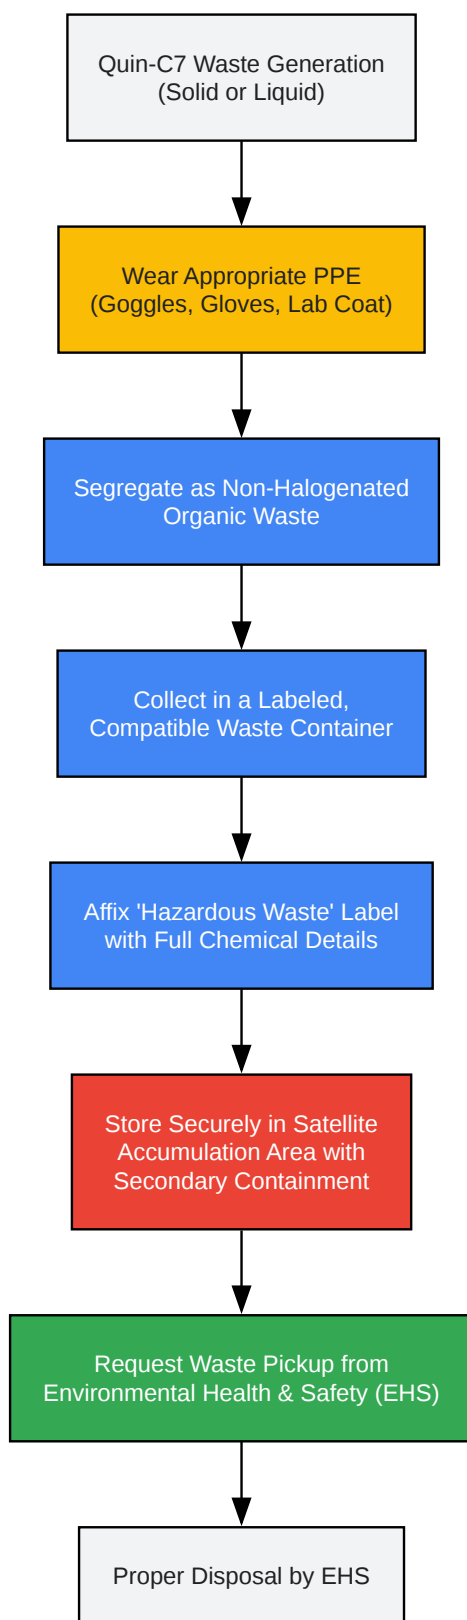 Quin-C7 Waste Generation
(Solid or Liquid)
Wear Appropriate PPE
(Goggles, Gloves, Lab Coat)
Segregate as Non-Halogenated
Organic Waste
Collect in a Labeled,
Compatible Waste Container
Affix 'Hazardous Waste' Label
with Full Chemical Details
Store Securely in Satellite
Accumulation Area with
Secondary Containment
Request Waste Pickup from
Environmental Health & Safety (EHS)
Proper Disposal by EHS